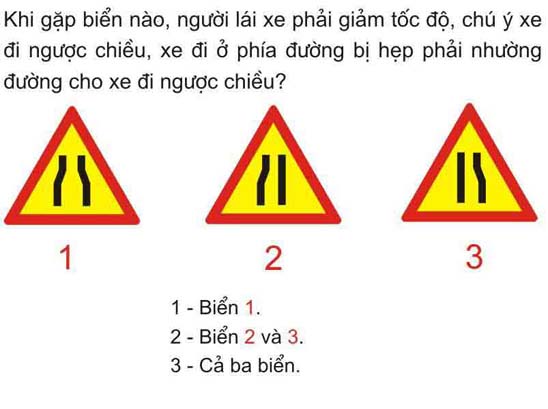 Khi gặp biển nào, người lái xe phải giảm tốc độ, chú ý xe
đi ngược chiều, xe đi ở phía đường bị hẹp phải nhường
đường cho xe đi ngược chiều?
1 2 3
1 - Biển 1.
2 - Biển 2 và 3.
3 - Cả ba biển.